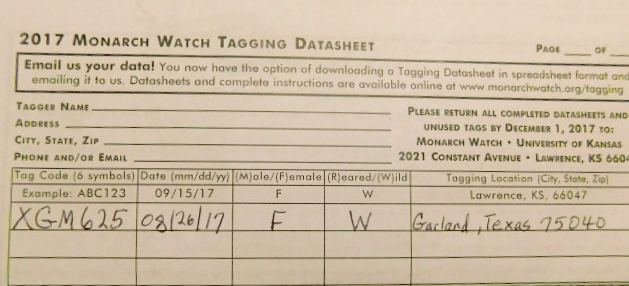 2017 MONARCH WATCH TAGGING DATASHEET
PAGE ____ OF
Email us your data! You now have the option of downloading a Tagging Datasheet in spreadsheet format and
emailing it to us. Datasheets and complete instructions are available online at www.monarchwatch.org/tagging
TAGGER NAME
ADDRESS
CITY, STATE, ZIP
PHONE AND/OR EMAIL
PLEASE RETURN ALL COMPLETED DATASHEETS AND
UNUSED TAGS BY DECEMBER 1, 2017 TO:
MONARCH WATCH • UNIVERSITY OF KANSAS
2021 CONSTANT AVENUE • LAWRENCE, KS 6604
Tag Code (6 symbols) Date (mm/dd/yy) (M)ale/(F)emale (R)eared/(W)ild Tagging Location (City, State, Zip)
Example: ABC123 09/15/17 F W Lawrence, KS, 66047
XGM625 08/26/17 F W Garland, Texas 75040